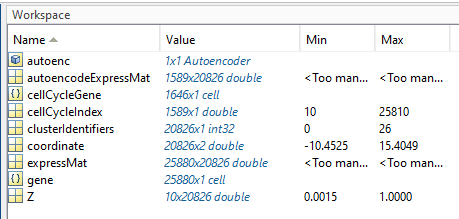 Workspace
Name Value Min Max
autoenc 1x1 Autoencoder
autoencodeExpressMat 1589x20826 double <Too man... <Too man...
cellCycleGene 1646x1 cell
cellCycleIndex 1589x1 double 10 25810
clusterIdentifiers 20826x1 int32 0 26
coordinate 20826x2 double -10.4525 15.4049
expressMat 25880x20826 double <Too man... <Too man...
gene 25880x1 cell
Z 10x20826 double 0.0015 1.0000